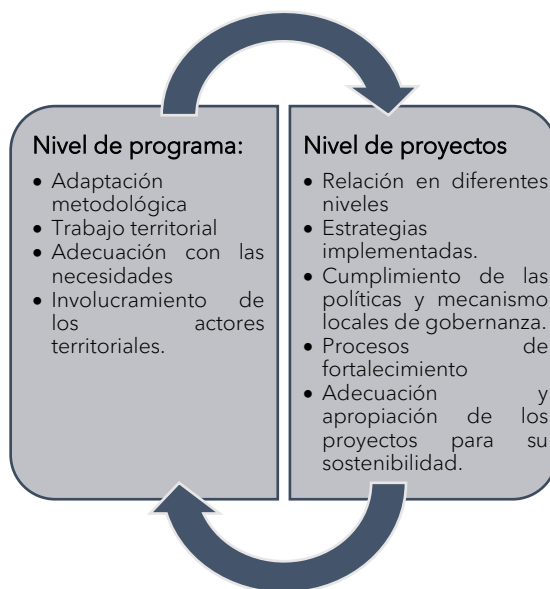 Nivel de programa:
• Adaptación
metodológica
• Trabajo territorial
• Adecuación con las
necesidades
• Involucramiento de
los actores
territoriales.
Nivel de proyectos
• Relación en diferentes
niveles
• Estrategias
implementadas.
• Cumplimiento de las
políticas y mecanismo
locales de gobernanza.
• Procesos de
fortalecimiento
• Adecuación y
apropiación de los
proyectos para su
sostenibilidad.